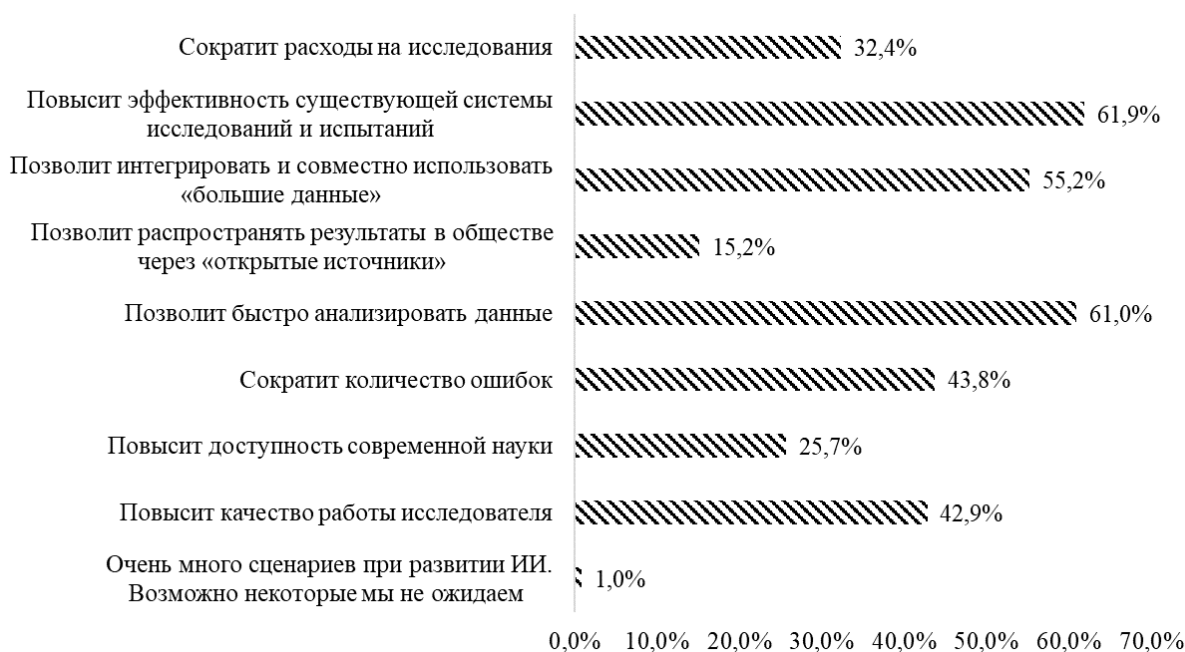 Сократит расходы на исследования
32,4%
Повысит эффективность существующей системы
исследований и испытаний
61,9%
Позволит интегрировать и совместно использовать
«большие данные»
55,2%
Позволит распространять результаты в обществе
через «открытые источники»
15,2%
Позволит быстро анализировать данные
61,0%
Сократит количество ошибок
43,8%
Повысит доступность современной науки
25,7%
Повысит качество работы исследователя
42,9%
Очень много сценариев при развитии ИИ.
Возможно некоторые мы не ожидаем
1,0%
0,0% 10,0% 20,0% 30,0% 40,0% 50,0% 60,0% 70,0%